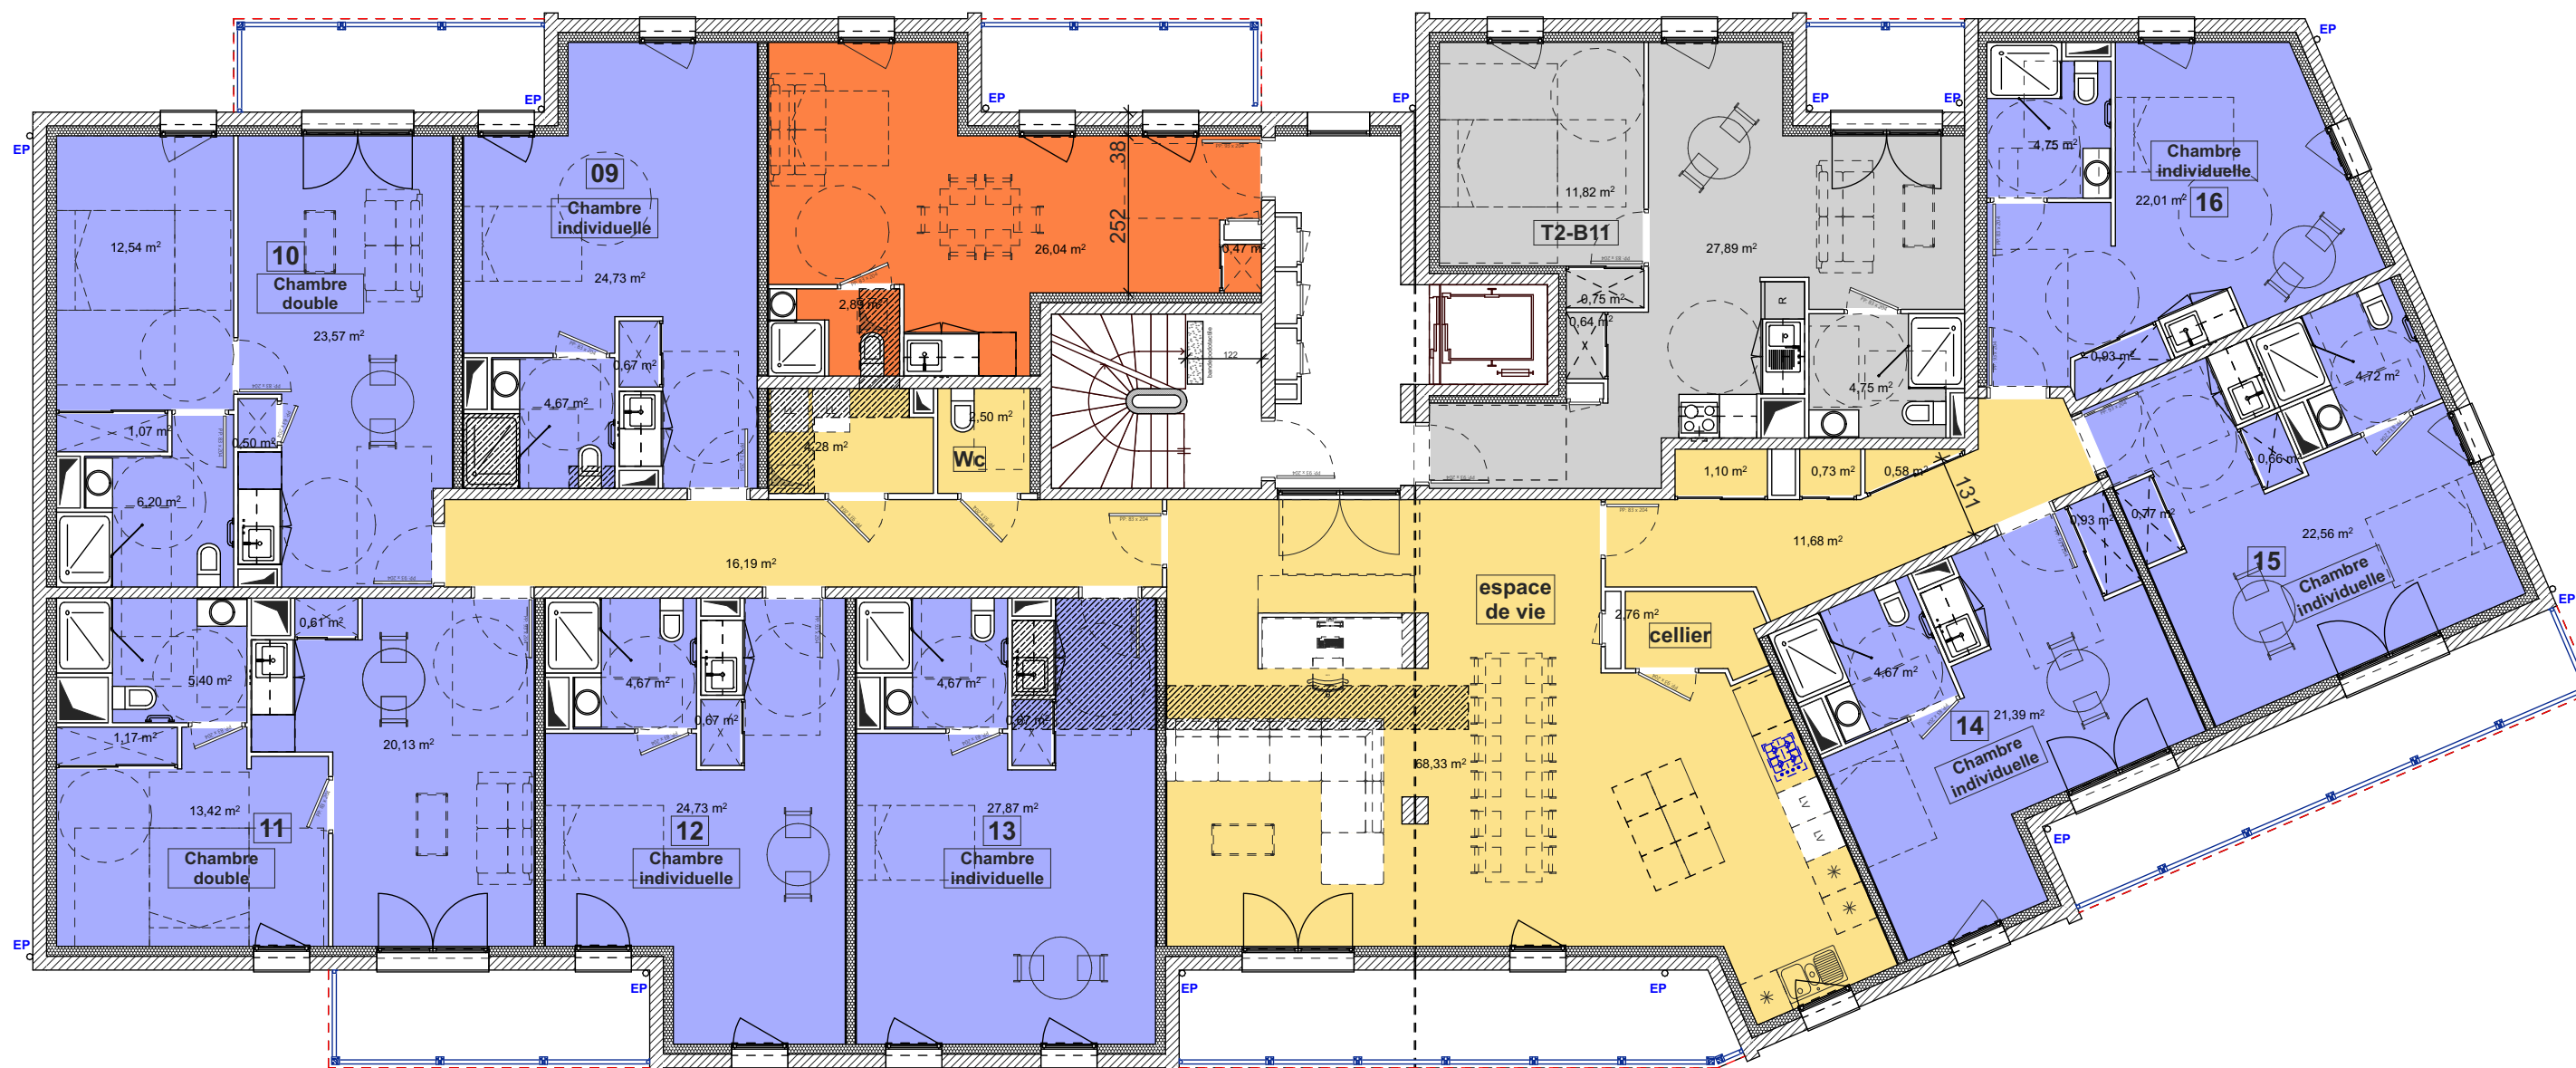 EP
EP
EP
EP
EP
EP
EP
09
Chambre
individuelle
24,73 m²
0,67 m²
4,67 m²
12,54 m²
10
Chambre
double
23,57 m²
1,07 m²
0,50 m²
6,20 m²
26,04 m²
0,47 m²
38
252
4,28 m²
2,50 m²
Wc
122
11,82 m²
T2-B11
27,89 m²
0,75 m²
0,64 m²
R
4,75 m²
4,75 m²
Chambre
individuelle
22,01 m²
16
0,93 m²
4,72 m²
0,66 m²
1,10 m²
0,73 m²
0,58 m²
131
0,93 m²
0,77 m²
22,56 m²
15
Chambre
individuelle
11,68 m²
16,19 m²
espace
de vie
2,76 m²
cellier
0,61 m²
5,40 m²
1,17 m²
20,13 m²
13,42 m²
11
Chambre
double
4,67 m²
0,67 m²
24,73 m²
12
Chambre
individuelle
4,67 m²
0,67 m²
27,87 m²
13
Chambre
individuelle
68,33 m²
LV
LV
4,67 m²
14
21,39 m²
Chambre
individuelle
EP
EP
EP
EP
EP
EP